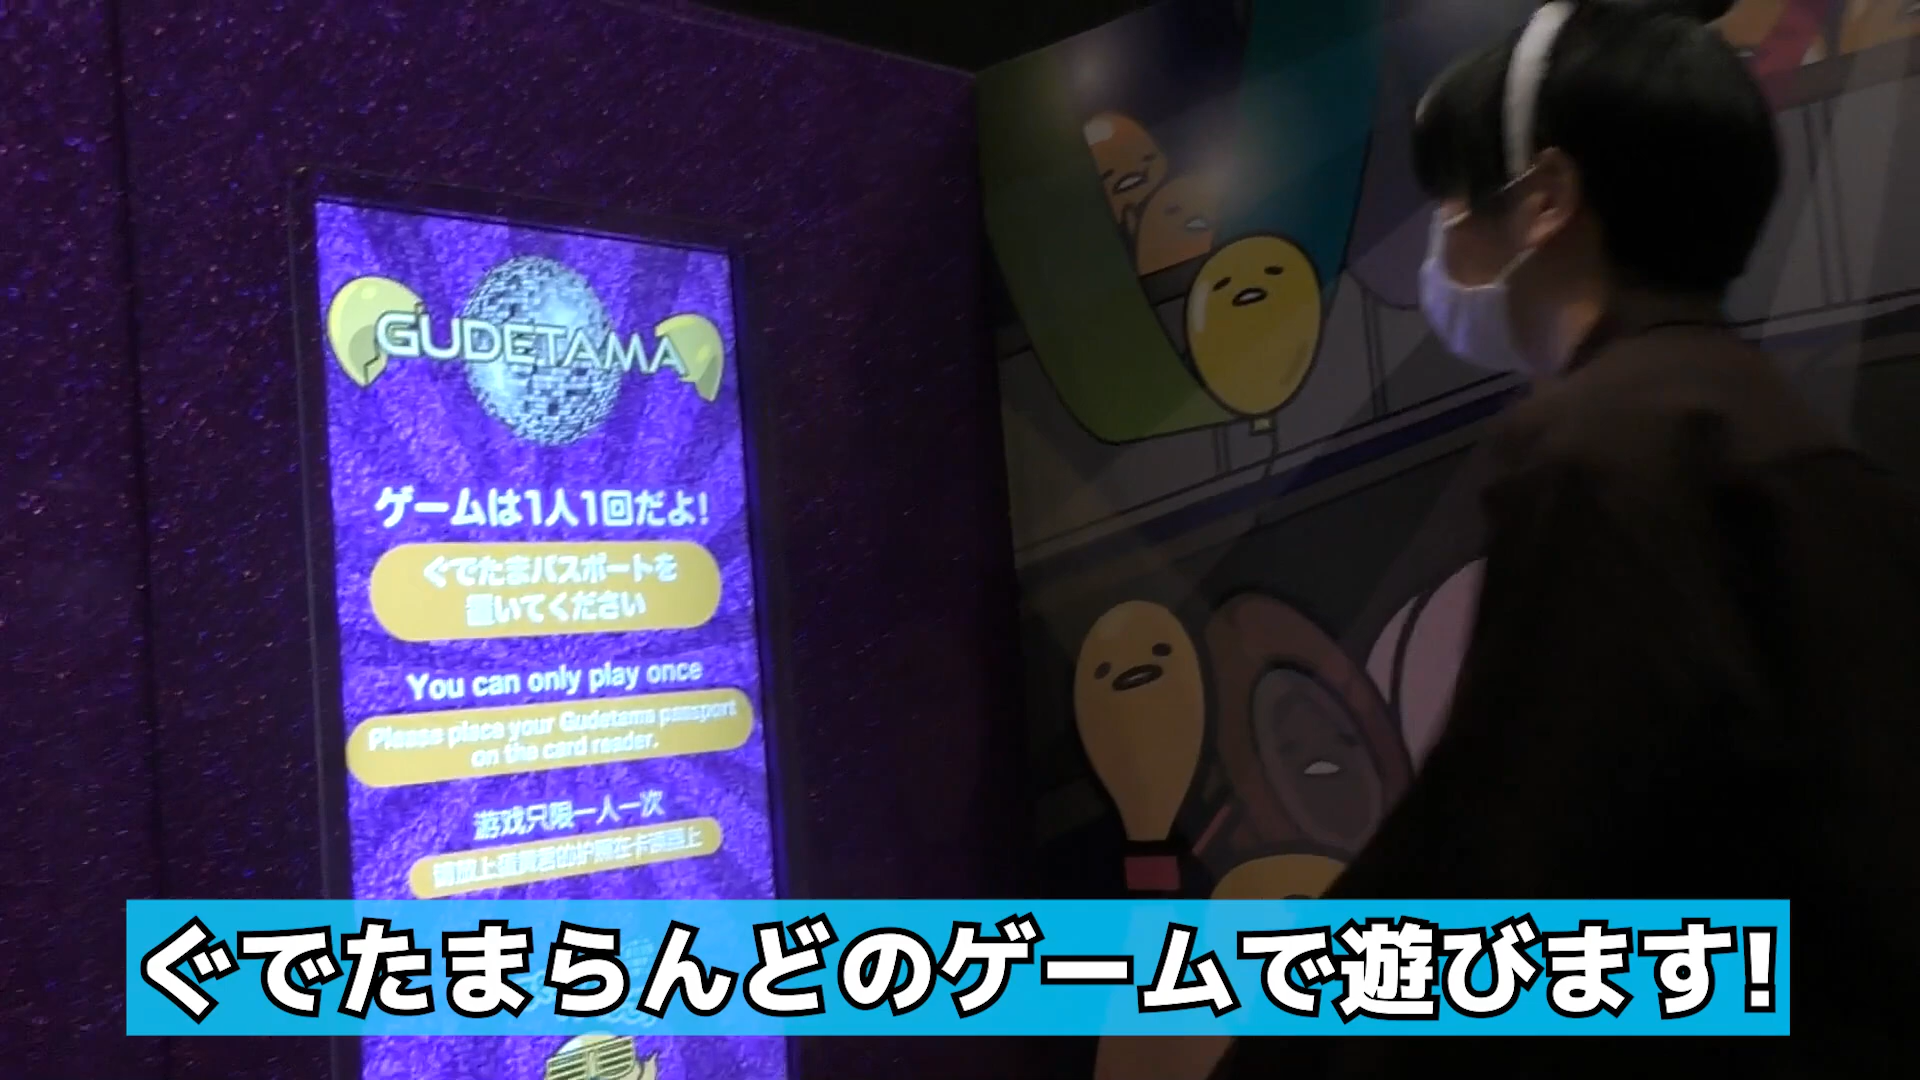 GUDETAMA
ゲームは1人1回だよ!
ぐでたまパスポートを
置いてください
You can only play once
Please place your Gudetama passport
on the card reader.
游戏只限一人一次
ぐでたまらんどのゲームで遊びます!